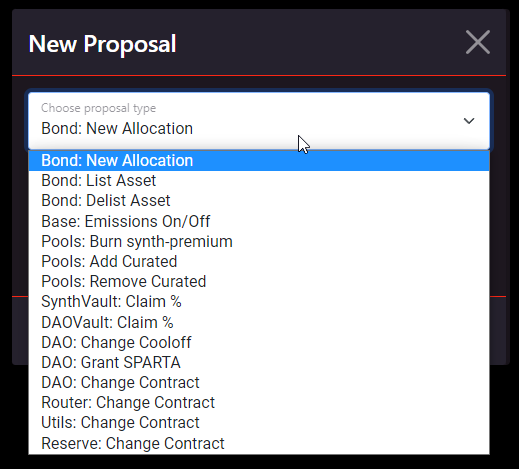 New Proposal
Choose proposal type
Bond: New Allocation
Bond: New Allocation
Bond: List Asset
Bond: Delist Asset
Base: Emissions On/Off
Pools: Burn synth-premium
Pools: Add Curated
Pools: Remove Curated
SynthVault: Claim %
DAOVault: Claim %
DAO: Change Cooloff
DAO: Grant SPARTA
DAO: Change Contract
Router: Change Contract
Utils: Change Contract
Reserve: Change Contract